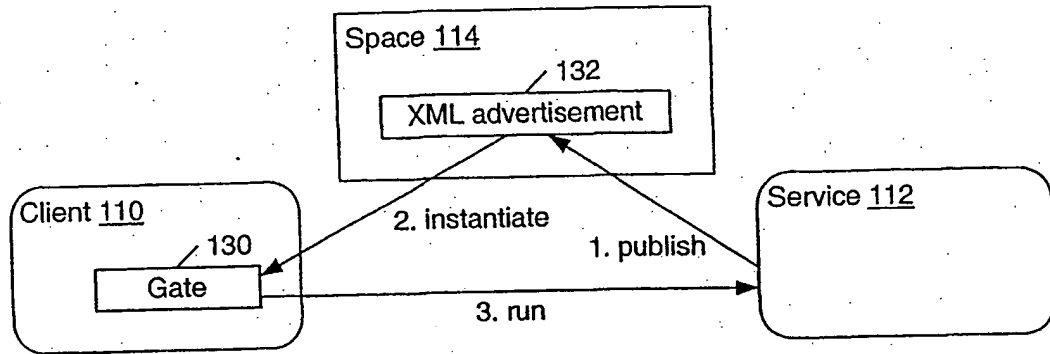 Space 114
132
XML advertisement
Client 110
130
Gate
2. instantiate
1. publish
3. run
Service 112